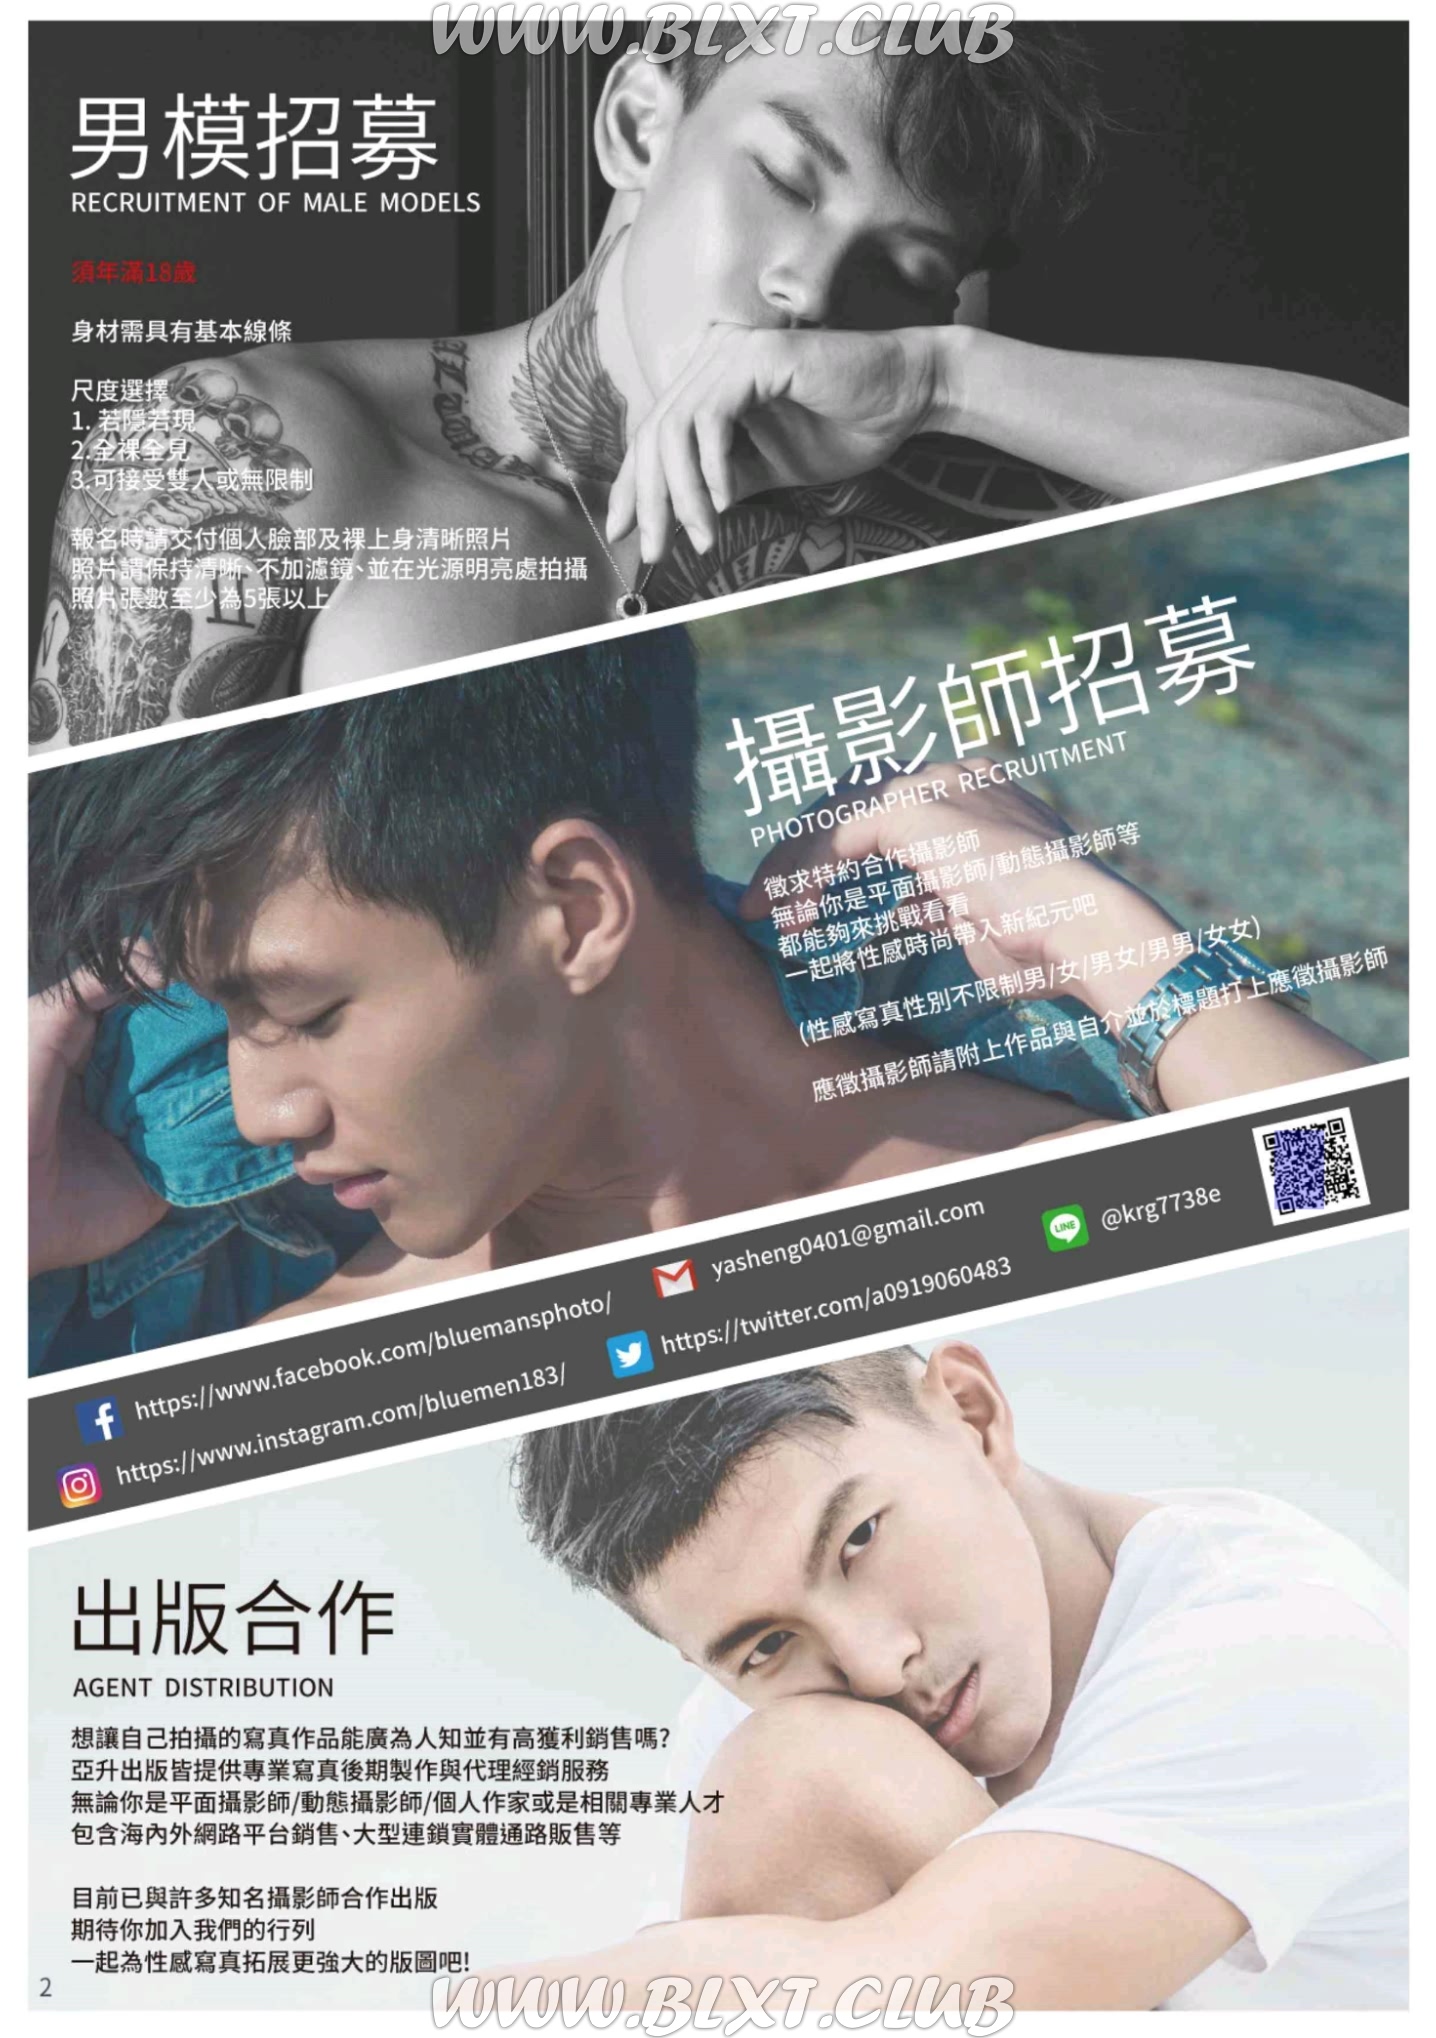 WWW.BLXT.CLUB
男模招募
RECRUITMENT OF MALE MODELS
須年滿18歲
身材需具有基本線條
尺度選擇
1. 若隱若現
2.全裸全見
3.可接受雙人或無限制
報名時請交付個人臉部及裸上身清晰照片
照片請保持清晰、不加濾鏡、並在光源明亮處拍攝
照片張數至少為5張以上
攝影師招募
PHOTOGRAPHER RECRUITMENT
徵求特約合作攝影師
無論你是平面攝影師/動態攝影師等
都能夠來挑戰看看
一起將性感時尚帶入新紀元吧
(性感寫真性別不限制男/女/男女/男男/女女)
應徵攝影師請附上作品與自介並於標題打上應徵攝影師
https://www.facebook.com/bluemansphoto/
yasheng0401@gmail.com
LINE
@krg7738e
https://www.instagram.com/bluemen183/
https://twitter.com/a0919060483
出版合作
AGENT DISTRIBUTION
想讓自己拍攝的寫真作品能廣為人知並有高獲利銷售嗎?
亞升出版皆提供專業寫真後期製作與代理經銷服務
無論你是平面攝影師/動態攝影師/個人作家或是相關專業人才
包含海內外網路平台銷售、大型連鎖實體通路販售等
目前已與許多知名攝影師合作出版
期待你加入我們的行列
一起為性感寫真拓展更強大的版圖吧!
2
WWW.BLXT.CLUB